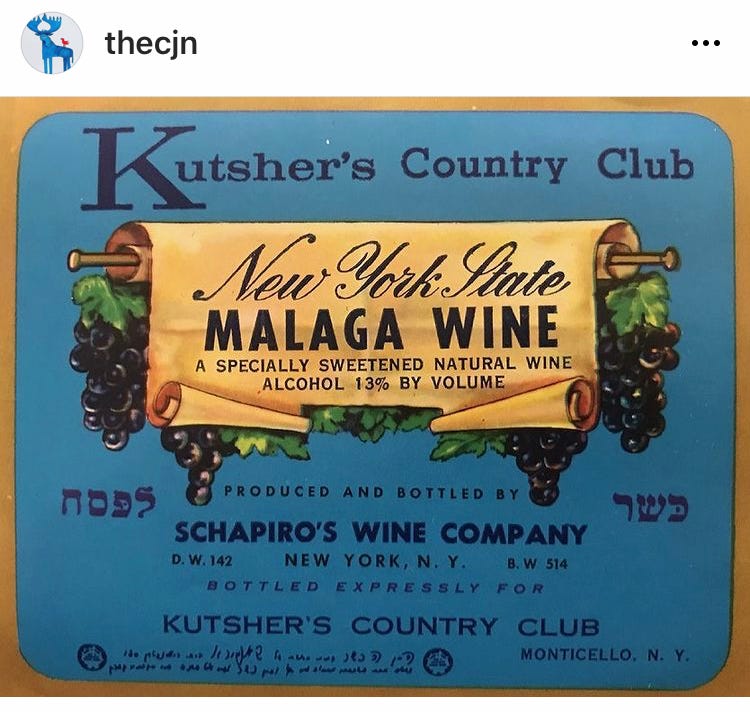 thecjn
Kutsher's Country Club
New York State
MALAGA WINE
A SPECIALLY SWEETENED NATURAL WINE
ALCOHOL 13% BY VOLUME
כשר לפסח
PRODUCED AND BOTTLED BY
SCHAPIRO'S WINE COMPANY
D.W. 142 NEW YORK, N. Y. B. W 514
BOTTLED EXPRESSLY FOR
KUTSHER'S COUNTRY CLUB
MONTICELLO, N. Y.